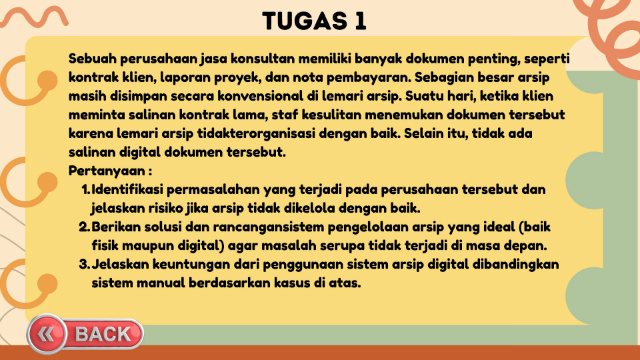 TUGAS 1
Sebuah perusahaan jasa konsultan memiliki banyak dokumen penting, seperti
kontrak klien, laporan proyek, dan nota pembayaran. Sebagian besar arsip
masih disimpan secara konvensional di lemari arsip. Suatu hari, ketika klien
meminta salinan kontrak lama, staf kesulitan menemukan dokumen tersebut
karena lemari arsip tidakterorganisasi dengan baik. Selain itu, tidak ada
salinan digital dokumen tersebut.
Pertanyaan :
1. Identifikasi permasalahan yang terjadi pada perusahaan tersebut dan
jelaskan risiko jika arsip tidak dikelola dengan baik.
2. Berikan solusi dan rancangansistem pengelolaan arsip yang ideal (baik
fisik maupun digital) agar masalah serupa tidak terjadi di masa depan.
3. Jelaskan keuntungan dari penggunaan sistem arsip digital dibandingkan
sistem manual berdasarkan kasus di atas.
BACK